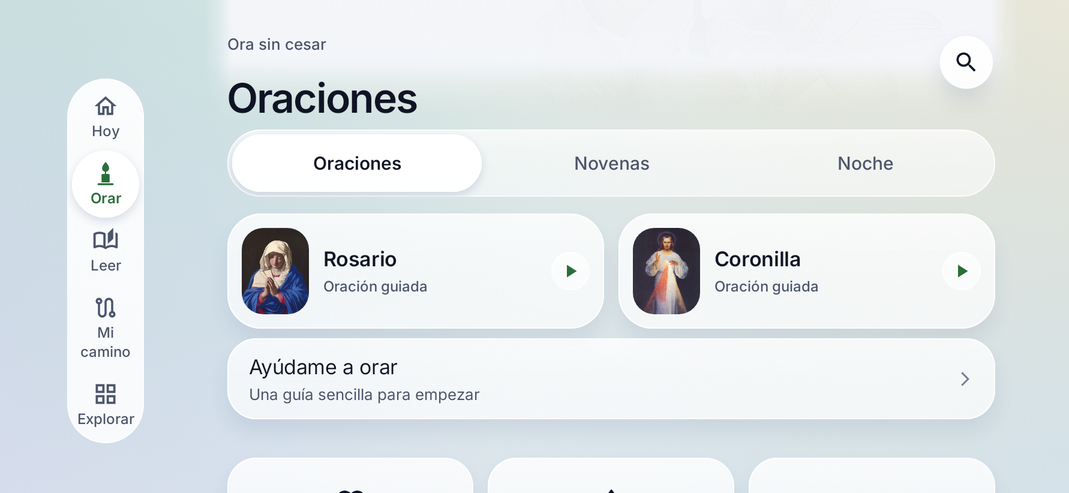 Ora sin cesar
Oraciones
Hoy
Orar
Leer
Mi
camino
Explorar
Oraciones
Novenas
Noche
Rosario
Oración guiada
Coronilla
Oración guiada
Ayúdame a orar
Una guía sencilla para empezar